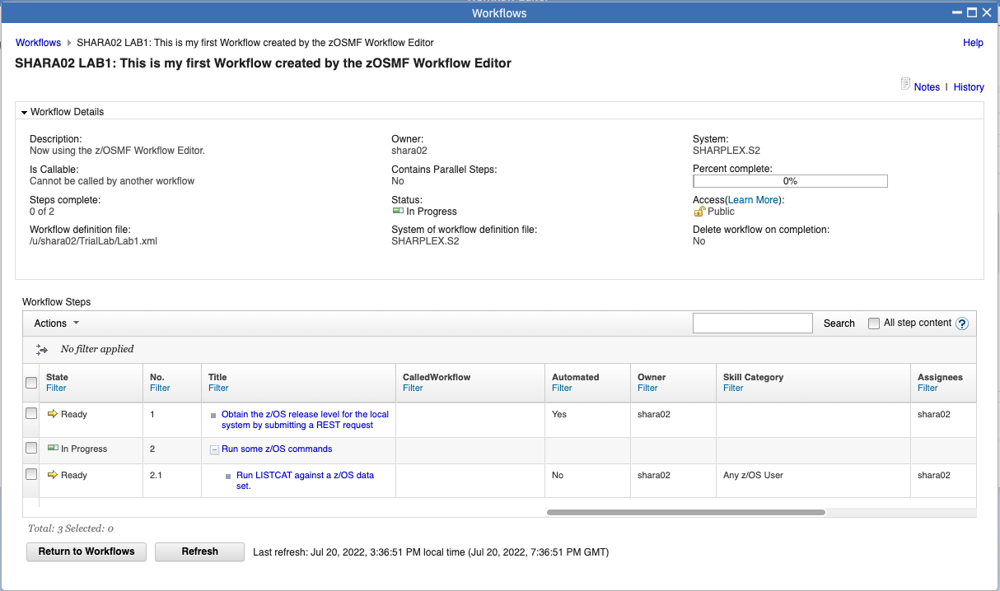 Workflows
Workflows SHARA02 LAB1: This is my first Workflow created by the zOSMF Workflow Editor
Help
SHARA02 LAB1: This is my first Workflow created by the zOSMF Workflow Editor
Notes | History
Workflow Details
Description: Owner: System:
Now using the z/OSMF Workflow Editor. shara02 SHARPLEX.S2
Is Callable: Contains Parallel Steps: Percent complete:
Cannot be called by another workflow No 0%
Steps complete: Status: Access(Learn More):
0 of 2 In Progress Public
Workflow definition file: System of workflow definition file: Delete workflow on completion:
/u/shara02/TrialLab/Lab1.xml SHARPLEX.S2 No
Workflow Steps
Actions Search All step content ?
No filter applied
State No. Title CalledWorkflow Automated Owner Skill Category Assignees
Filter Filter Filter Filter Filter Filter Filter Filter
Ready 1 Obtain the z/OS release level for the local Yes shara02 shara02
system by submitting a REST request
In Progress 2 Run some z/OS commands
Ready 2.1 Run LISTCAT against a z/OS data No shara02 Any z/OS User shara02
set.
Total: 3 Selected: 0
Return to Workflows Refresh Last refresh: Jul 20, 2022, 3:36:51 PM local time (Jul 20, 2022, 7:36:51 PM GMT)